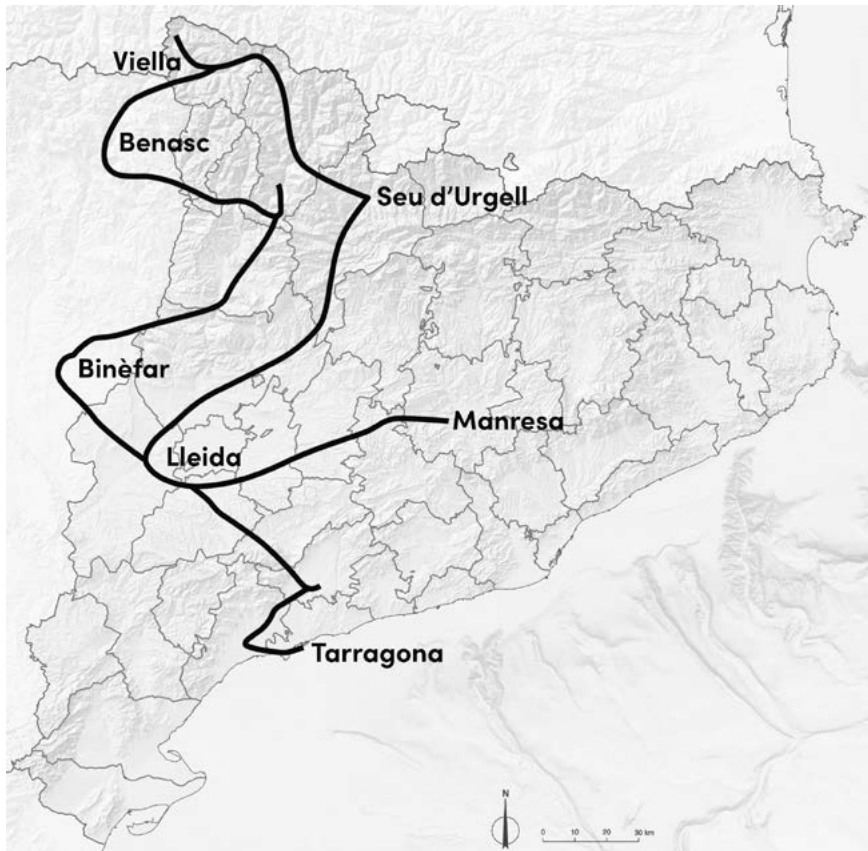 Viella
Benasc
Seu d'Urgell
Binèfar
Manresa
Lleida
Tarragona
N
0 10 20 30 km